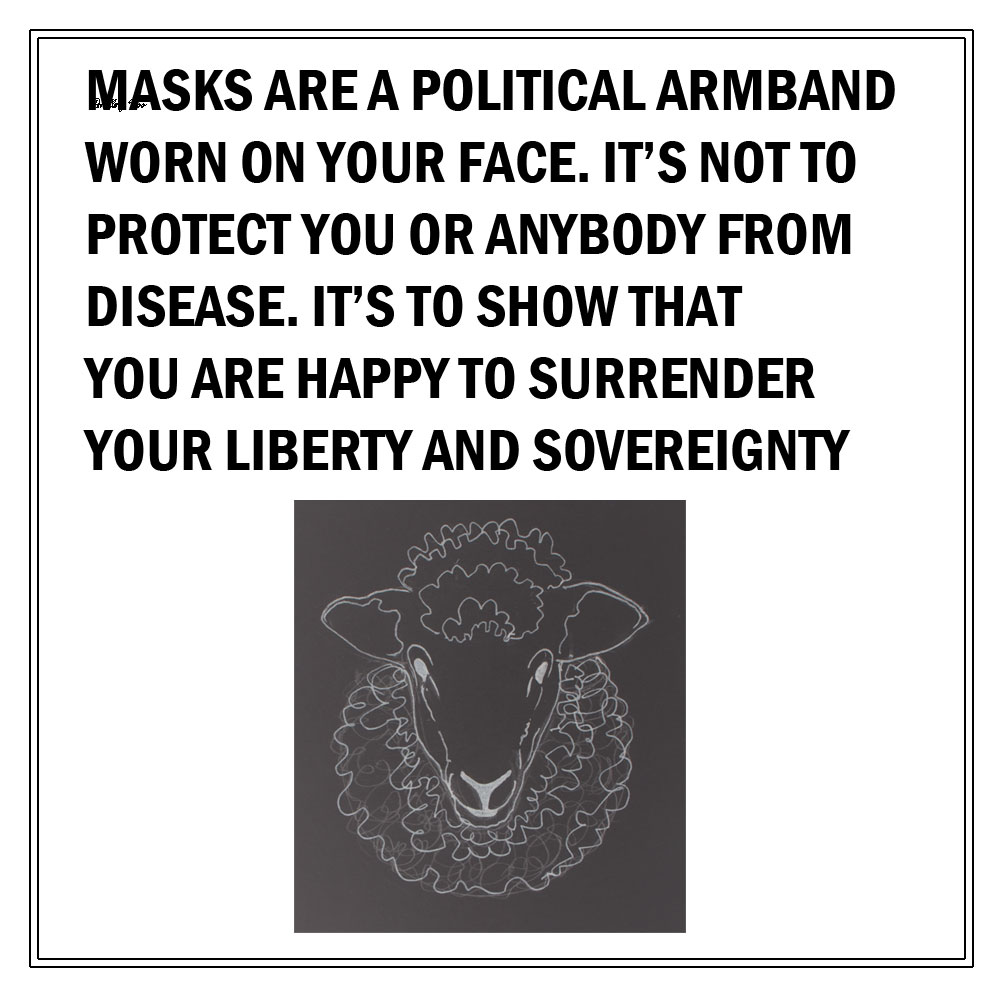 MASKS ARE A POLITICAL ARMBAND
WORN ON YOUR FACE. IT'S NOT TO
PROTECT YOU OR ANYBODY FROM
DISEASE. IT'S TO SHOW THAT
YOU ARE HAPPY TO SURRENDER
YOUR LIBERTY AND SOVEREIGNTY